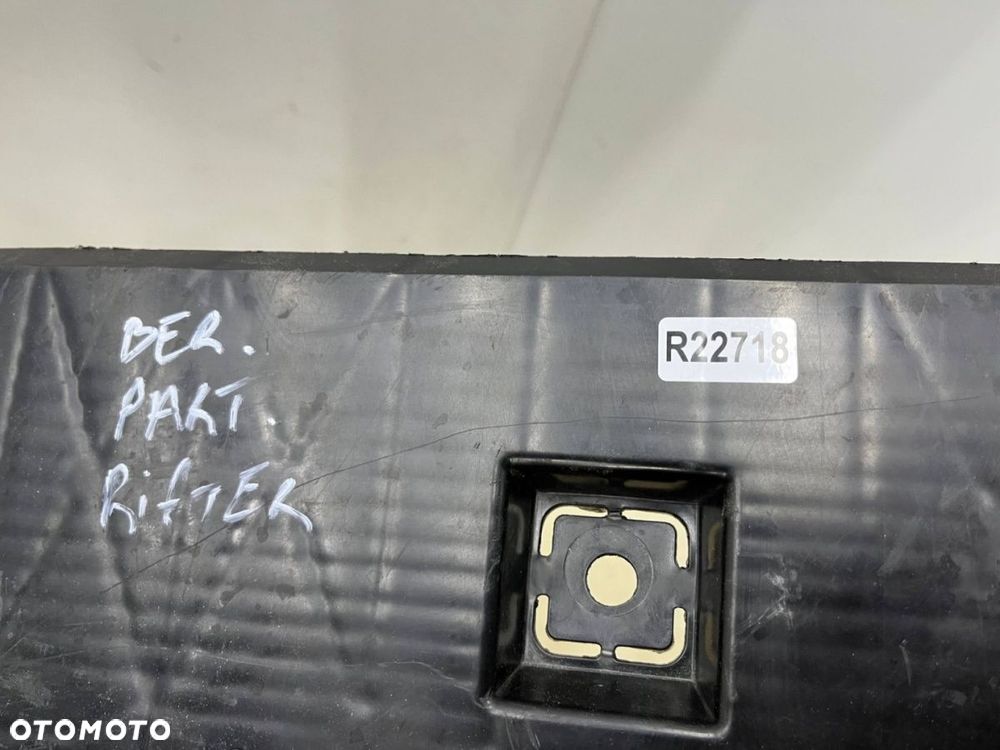 BER.
PART.
RifTER
R22718
OTOMOTO